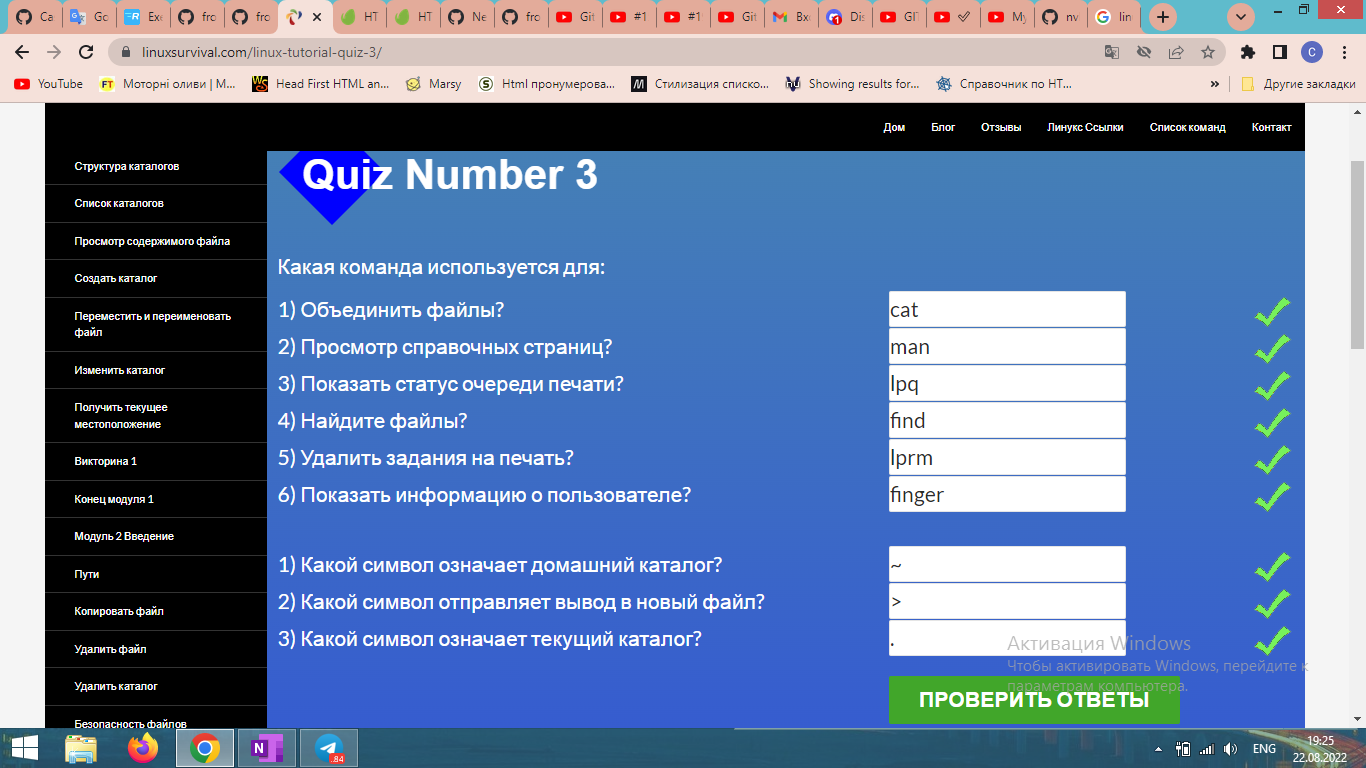 Ca
Go
Exe
fro
fro
HT
HT
Ne
fro
Git
#1
#1
Git
Вхо
Dis
GIT
My
nv
lin
linuxsurvival.com/linux-tutorial-quiz-3/
C
YouTube
Моторні оливи | М...
Head First HTML an...
Marsy
Html пронумерова...
Стилизация списко...
Showing results for...
Справочник по HT...
»
Другие закладки
Дом Блог Отзывы Линукс Ссылки Список команд Контакт
Структура каталогов
Список каталогов
Просмотр содержимого файла
Создать каталог
Переместить и переименовать
файл
Изменить каталог
Получить текущее
местоположение
Викторина 1
Конец модуля 1
Модуль 2 Введение
Пути
Копировать файл
Удалить файл
Удалить каталог
Безопасность файлов
Quiz Number 3
Какая команда используется для:
1) Объединить файлы? cat
2) Просмотр справочных страниц? man
3) Показать статус очереди печати? lpq
4) Найдите файлы? find
5) Удалить задания на печать? lprm
6) Показать информацию о пользователе? finger
1) Какой символ означает домашний каталог? ~
2) Какой символ отправляет вывод в новый файл? >
3) Какой символ означает текущий каталог? .
ПРОВЕРИТЬ ОТВЕТЫ
Активация Windows
Чтобы активировать Windows, перейдите к
параметрам компьютера.
.84
ENG
19:25
22.08.2022